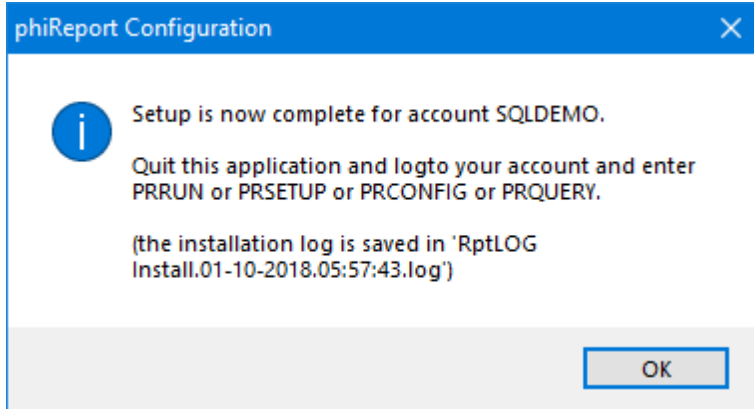 phiReport Configuration
Setup is now complete for account SQLDEMO.
Quit this application and logto your account and enter
PRRUN or PRSETUP or PRCONFIG or PRQUERY.
(the installation log is saved in 'RptLOG
Install.01-10-2018.05:57:43.log')
OK